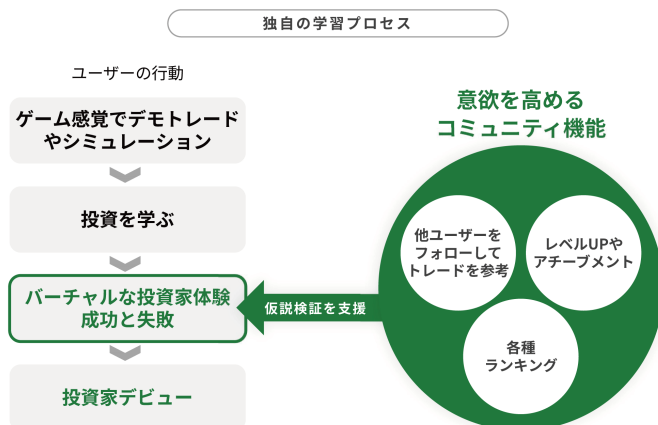 独自の学習プロセス
ユーザーの行動
ゲーム感覚でデモトレード
やシミュレーション
投資を学ぶ
バーチャルな投資家体験
成功と失敗
投資家デビュー
仮説検証を支援
意欲を高める
コミュニティ機能
他ユーザーを
フォローして
トレードを参考
レベルUPや
アチーブメント
各種
ランキング